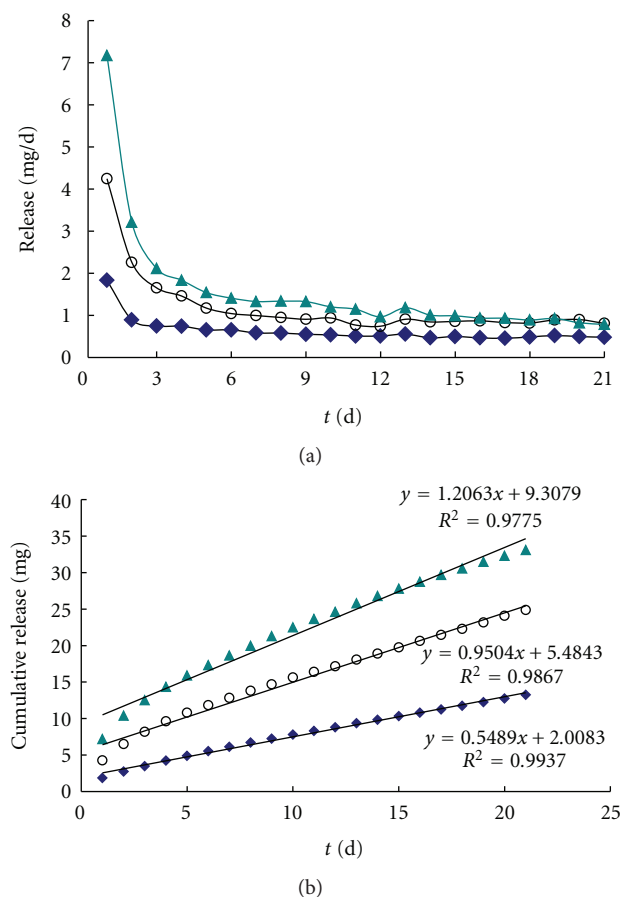 8
7
6
5
4
3
2
1
0
Release (mg/d)
0 3 6 9 12 15 18 21
t (d)
(a)
40
35
30
25
20
15
10
5
0
Cumulative release (mg)
y = 1.2063x + 9.3079
R² = 0.9775
y = 0.9504x + 5.4843
R² = 0.9867
y = 0.5489x + 2.0083
R² = 0.9937
0 5 10 15 20 25
t (d)
(b)